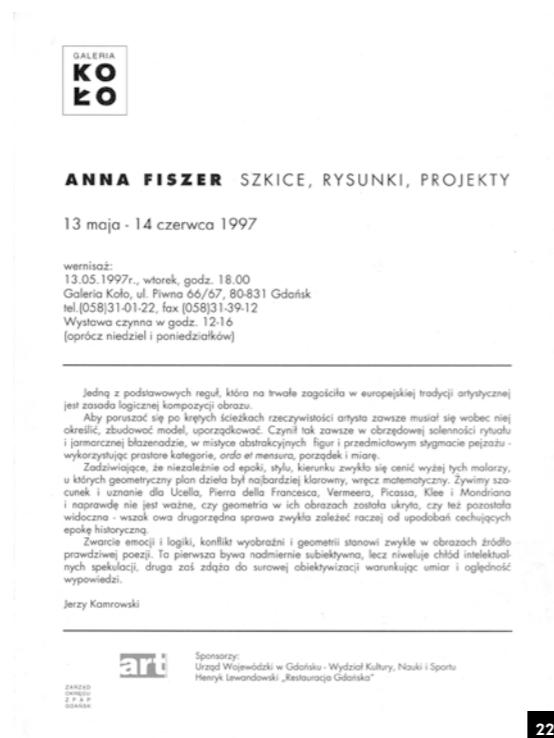 GALERIA
KO
ŁO
ANNA FISZER SZKICE, RYSUNKI, PROJEKTY
13 maja - 14 czerwca 1997
wernisaż:
13.05.1997r., wtorek, godz. 18.00
Galeria Koło, ul. Piwna 66/67, 80-831 Gdańsk
tel.(058)31-01-22, fax (058)31-39-12
Wystawa czynna w godz. 12-16
(oprócz niedziel i poniedziałków)
Jedną z podstawowych reguł, która na trwałe zagościła w europejskiej tradycji artystycznej
jest zasada logicznej kompozycji obrazu.
Aby poruszać się po krętych ścieżkach rzeczywistości artysta zawsze musiał się wobec niej
określić, zbudować model, uporządkować. Czynił tak zawsze w obrzędowej solenności rytuału
i jarmarcznej błazenadzie, w mistyce abstrakcyjnych figur i przedmiotowym stygmacie pejzażu -
wykorzystując prastare kategorie, ordo et mensura, porządek i miarę.
Zadziwiające, że niezależnie od epoki, stylu, kierunku zwykło się cenić wyżej tych malarzy,
u których geometryczny plan dzieła był najbardziej klarowny, wręcz matematyczny. Żywimy sza-
cunek i uznanie dla Ucella, Pierra della Francesca, Vermeera, Picassa, Klee i Mondriana
i naprawdę nie jest ważne, czy geometria w ich obrazach została ukryta, czy też pozostała
widoczna - wszak owa drugorzędna sprawa zwykła zależeć raczej od upodobań cechujących
epokę historyczną.
Zwarcie emocji i logiki, konflikt wyobraźni i geometrii stanowi zwykle w obrazach źródło
prawdziwej poezji. Ta pierwsza bywa nadmiernie subiektywna, lecz niweluje chłód intelektual-
nych spekulacji, druga zaś zdąża do surowej obiektywizacji warunkując umiar i oględność
wypowiedzi.
Jerzy Kamrowski
art
Sponsorzy:
Urząd Wojewódzki w Gdańsku - Wydział Kultury, Nauki i Sportu
Henryk Lewandowski „Restauracja Gdańska"
ZARZĄD
OKRĘGU
Z P A P
GDAŃSK
22